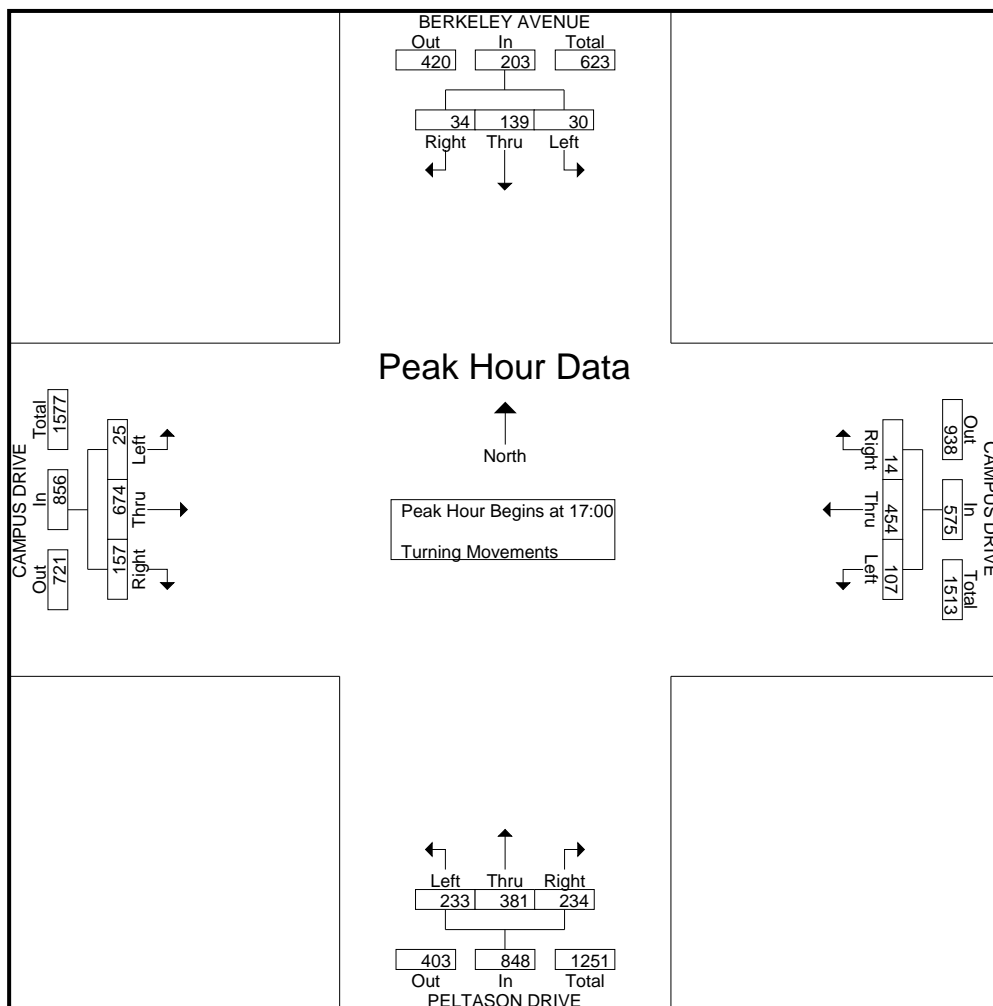 BERKELEY AVENUE
Out In Total
420 203 623
34 139 30
Right Thru Left
Peak Hour Data
North
Peak Hour Begins at 17:00
Turning Movements
CAMPUS DRIVE
Out In Total
721 856 1577
157 674 25
Right Thru Left
CAMPUS DRIVE
Out In Total
938 575 1513
14 454 107
Right Thru Left
Left Thru Right
233 381 234
403 848 1251
Out In Total
PELTASON DRIVE